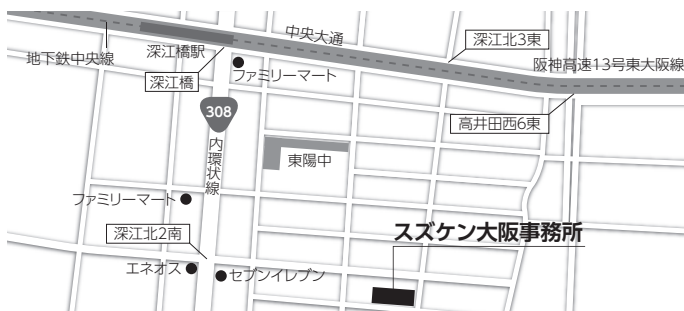 中央大通
深江北3東
地下鉄中央線
深江橋駅
阪神高速13号東大阪線
深江橋
ファミリーマート
308
高井田西6東
内環状線
東陽中
ファミリーマート
深江北2南
スズケン大阪事務所
エネオス
セブンイレブン